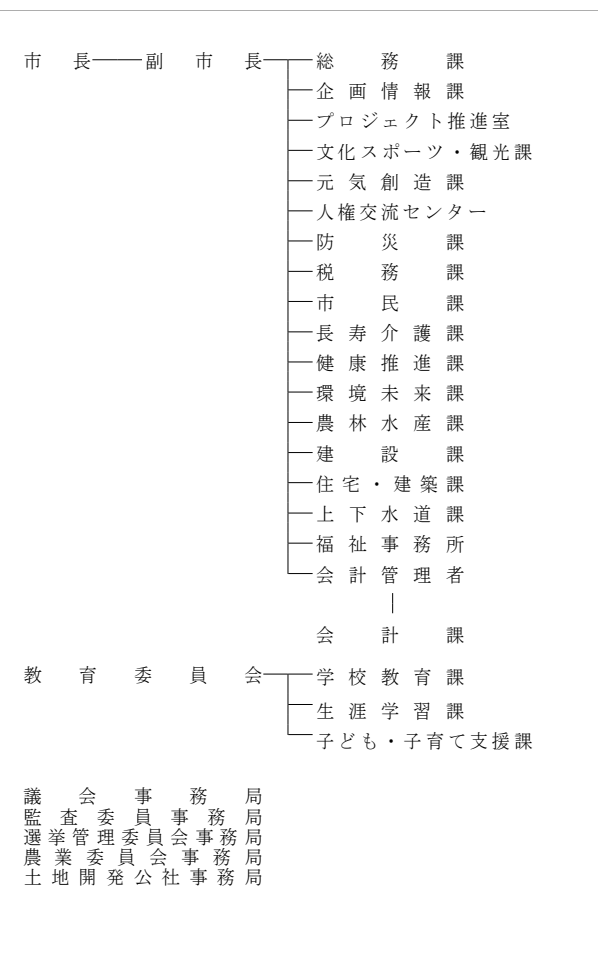 市長 副市長 総務課
企画情報課
プロジェクト推進室
文化スポーツ・観光課
元気創造課
人権交流センター
防災課
税務課
市民課
長寿介護課
健康推進課
環境未来課
農林水産課
建設課
住宅・建築課
上下水道課
福祉事務所
会計管理者
会計課
教育委員会 学校教育課
生涯学習課
子ども・子育て支援課
議会事務局
監査委員事務局
選挙管理委員会事務局
農業委員会事務局
土地開発公社事務局